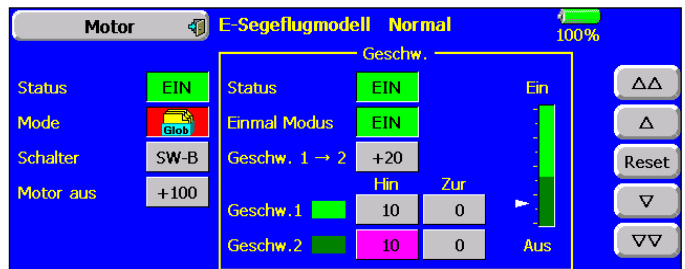 Motor
E-Segeflugmodell Normal
100%
Status EIN
Mode Glob
Schalter SW-B
Motor aus +100
Geschw.
Status EIN
Einmal Modus EIN
Geschw. 1 → 2 +20
Hin Zur
Geschw.1 10 0
Geschw.2 10 0
Ein
Aus
Reset